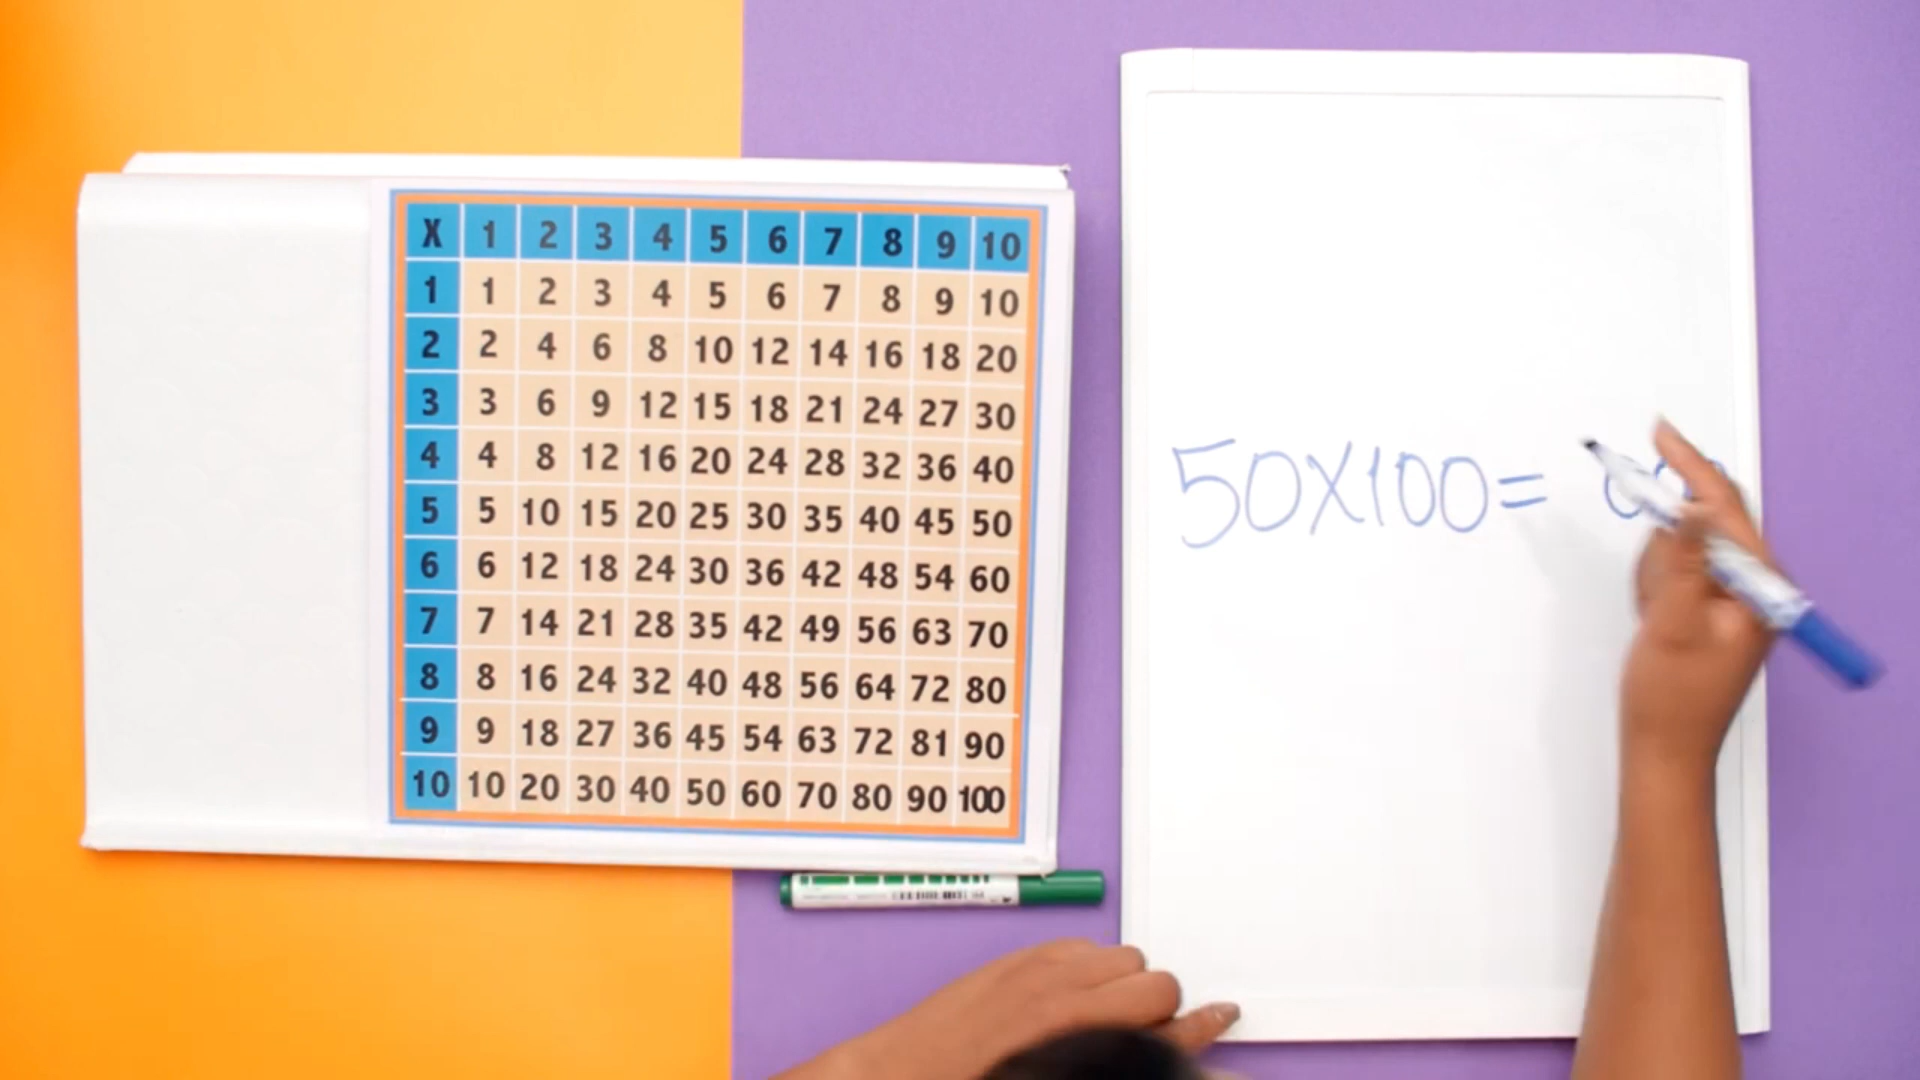 X 1 2 3 4 5 6 7 8 9 10
1 1 2 3 4 5 6 7 8 9 10
2 2 4 6 8 10 12 14 16 18 20
3 3 6 9 12 15 18 21 24 27 30
4 4 8 12 16 20 24 28 32 36 40
5 5 10 15 20 25 30 35 40 45 50
6 6 12 18 24 30 36 42 48 54 60
7 7 14 21 28 35 42 49 56 63 70
8 8 16 24 32 40 48 56 64 72 80
9 9 18 27 36 45 54 63 72 81 90
10 10 20 30 40 50 60 70 80 90 100
50X100=